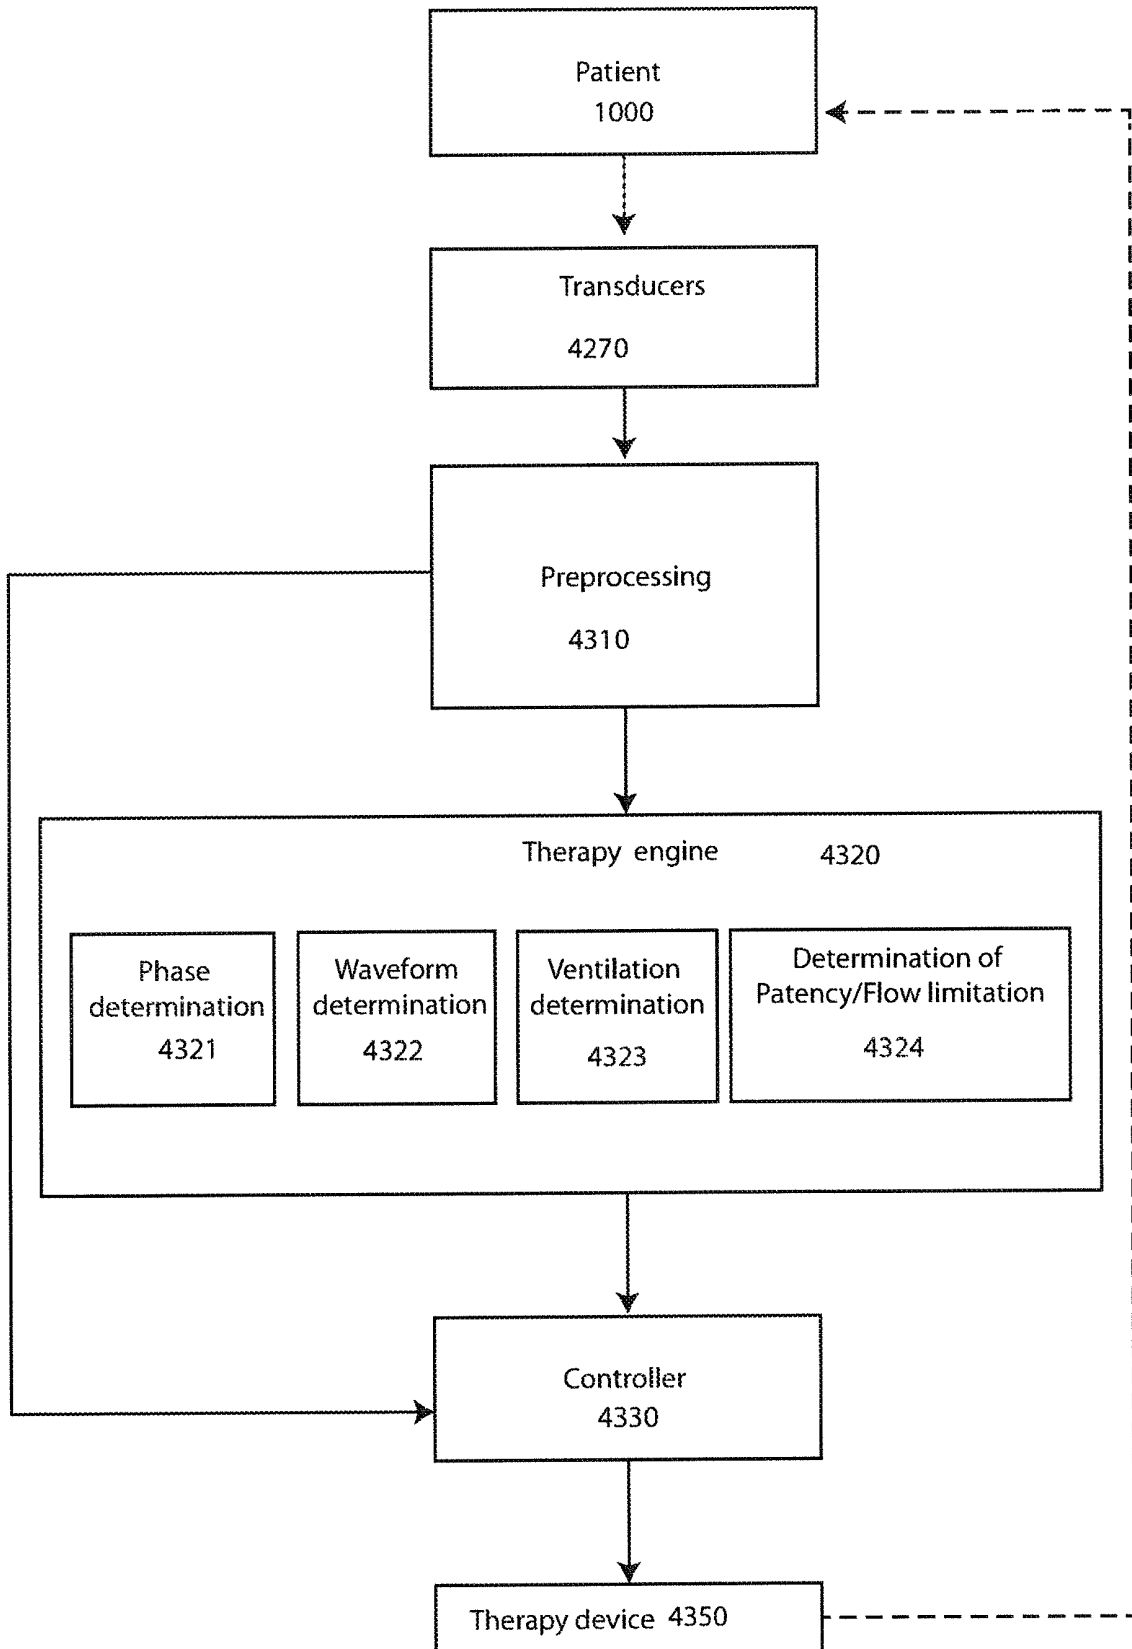 Patient
1000
Transducers
4270
Preprocessing
4310
Therapy engine 4320
Phase
determination
4321
Waveform
determination
4322
Ventilation
determination
4323
Determination of
Patency/Flow limitation
4324
Controller
4330
Therapy device 4350